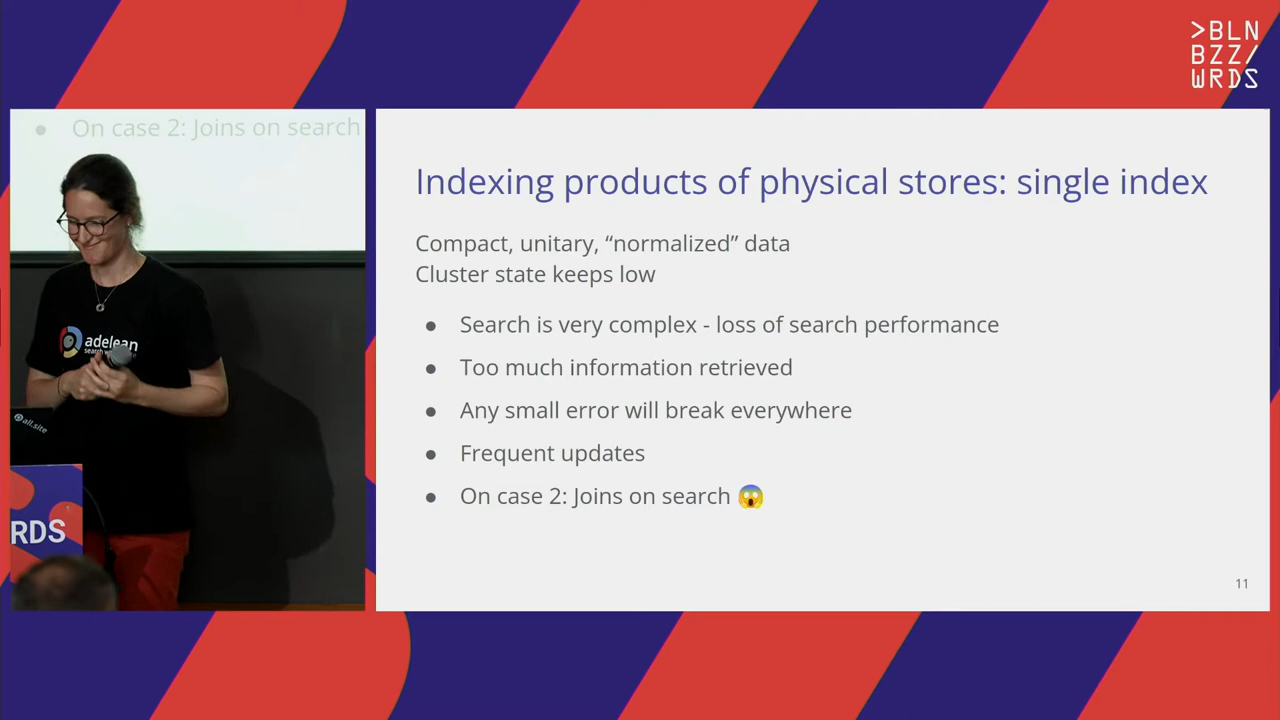 >BLN
BZZ/
WRDS
On case 2: Joins on search
adelean
all.site
RDS
Indexing products of physical stores: single index
Compact, unitary, “normalized” data
Cluster state keeps low
● Search is very complex - loss of search performance
● Too much information retrieved
● Any small error will break everywhere
● Frequent updates
● On case 2: Joins on search 😱
11